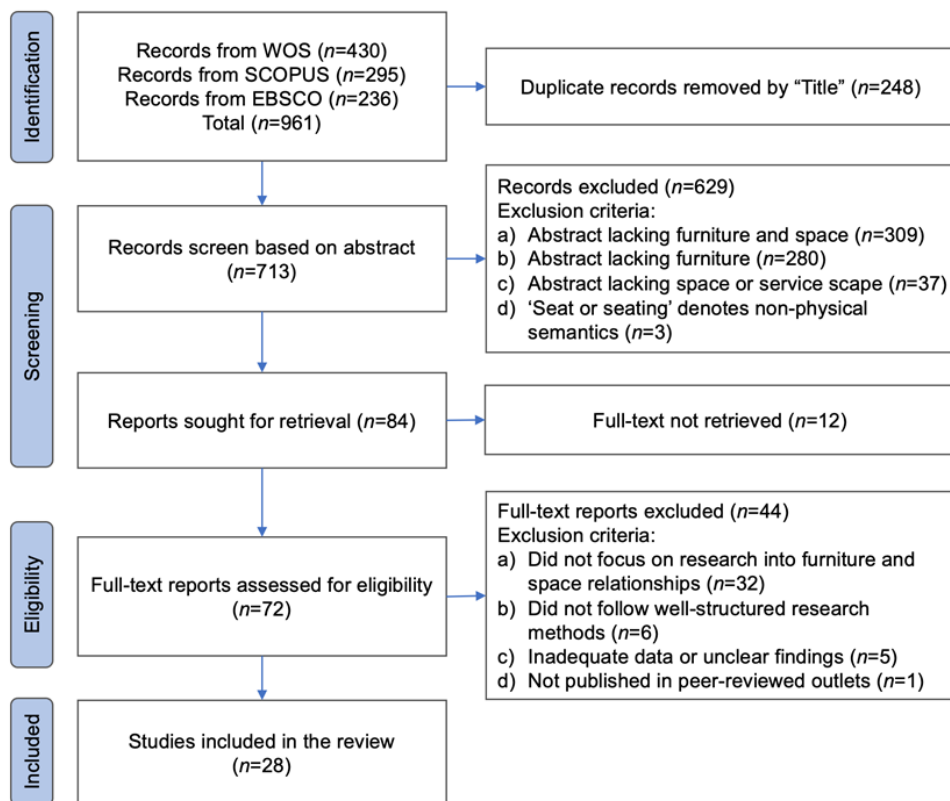 Identification
Records from WOS (n=430)
Records from SCOPUS (n=295)
Records from EBSCO (n=236)
Total (n=961)
Duplicate records removed by “Title” (n=248)
Screening
Records screen based on abstract
(n=713)
Records excluded (n=629)
Exclusion criteria:
a) Abstract lacking furniture and space (n=309)
b) Abstract lacking furniture (n=280)
c) Abstract lacking space or service scape (n=37)
d) ‘Seat or seating’ denotes non-physical
semantics (n=3)
Reports sought for retrieval (n=84)
Full-text not retrieved (n=12)
Eligibility
Full-text reports assessed for eligibility
(n=72)
Full-text reports excluded (n=44)
Exclusion criteria:
a) Did not focus on research into furniture and
space relationships (n=32)
b) Did not follow well-structured research
methods (n=6)
c) Inadequate data or unclear findings (n=5)
d) Not published in peer-reviewed outlets (n=1)
Included
Studies included in the review
(n=28)